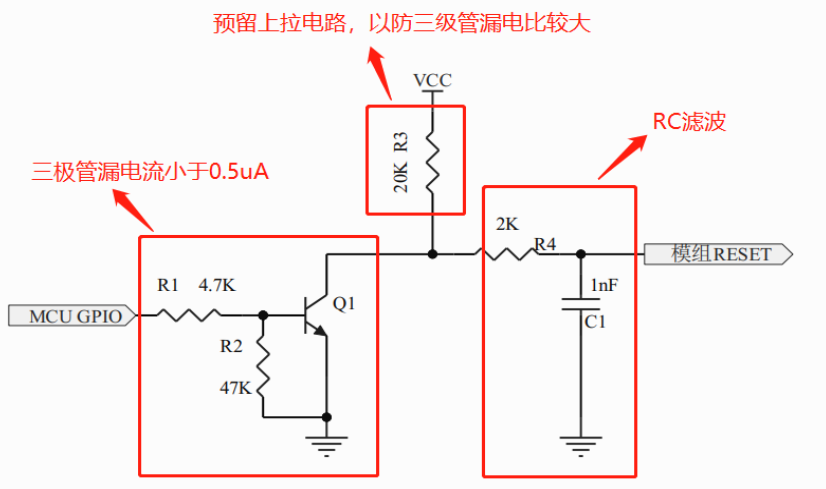 预留上拉电路，以防三级管漏电比较大
VCC
RC滤波
20K R3
三极管漏电流小于0.5uA
2K
R4
模组RESET
R1 4.7K
1nF
Q1
MCU GPIO
C1
R2
47K